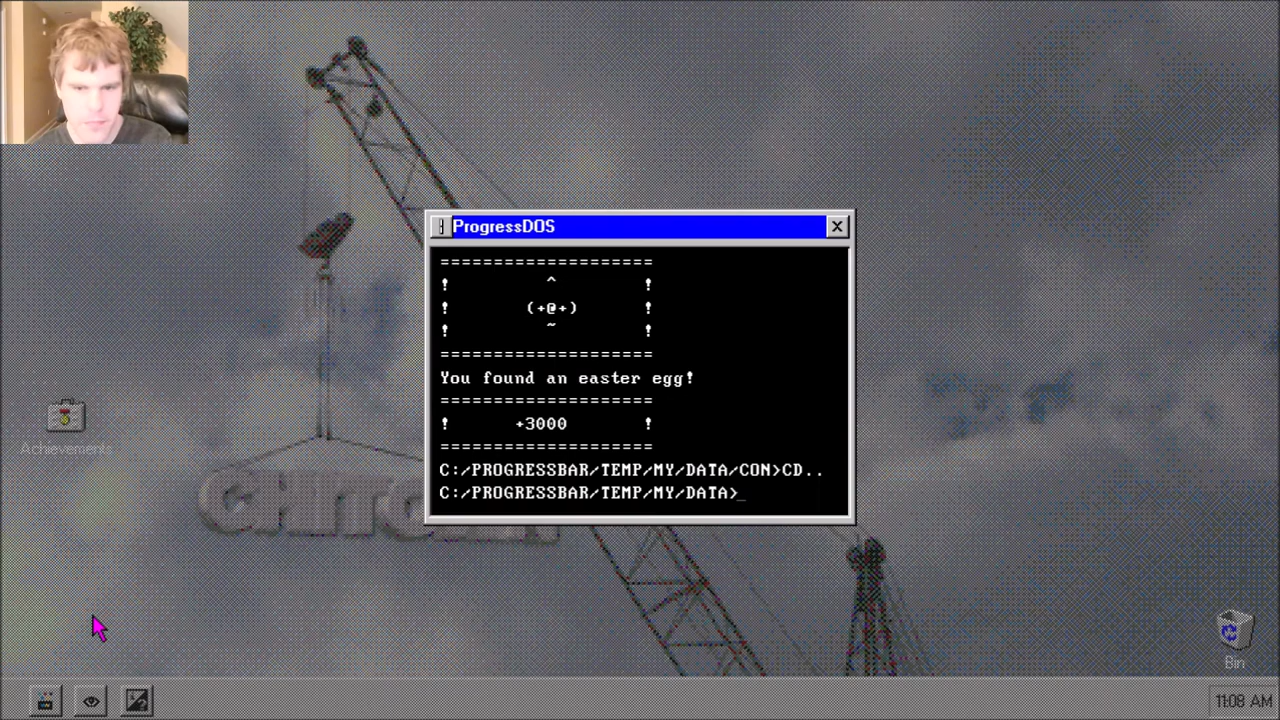 ProgressDOS
====================
! ^ !
! (+@+) !
! ~ !
====================
You found an easter egg!
====================
! +3000 !
====================
C:/PROGRESSBAR/TEMP/MY/DATA/CON>CD..
C:/PROGRESSBAR/TEMP/MY/DATA>_
Achievements
Bin
11:08 AM